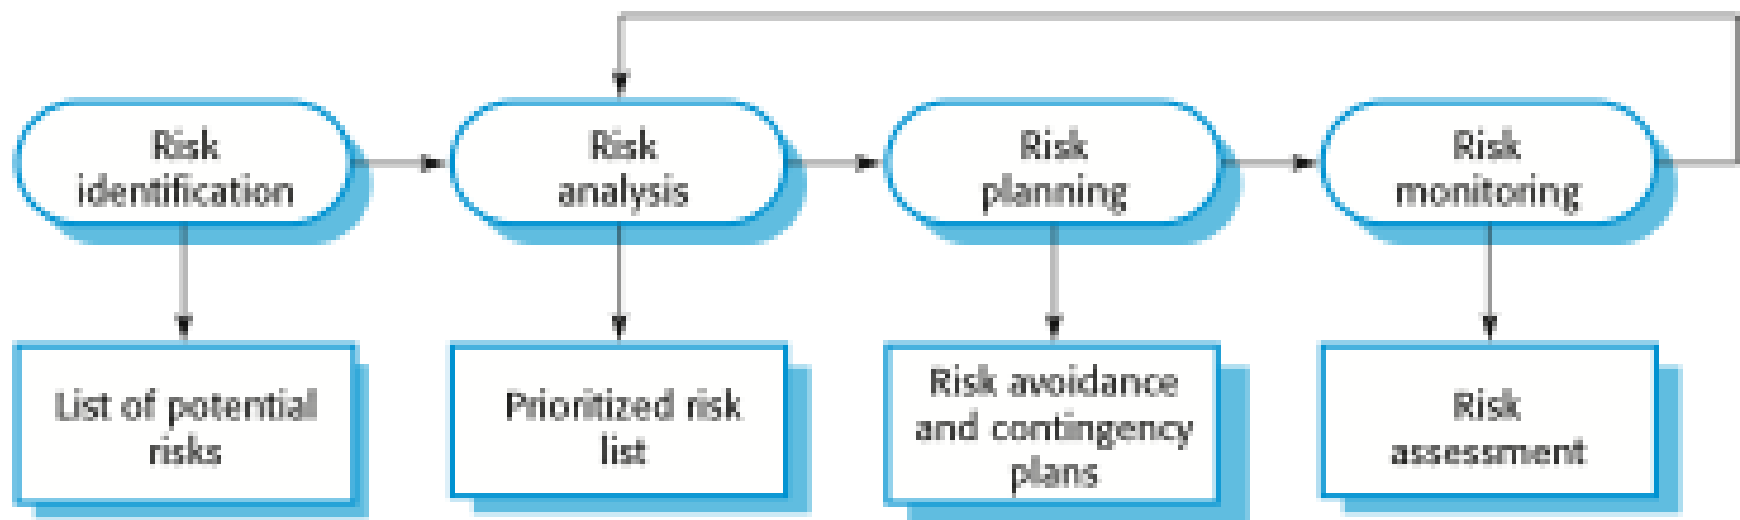 Risk
identification
Risk
analysis
Risk
planning
Risk
monitoring
List of potential
risks
Prioritized risk
list
Risk avoidance
and contingency
plans
Risk
assessment